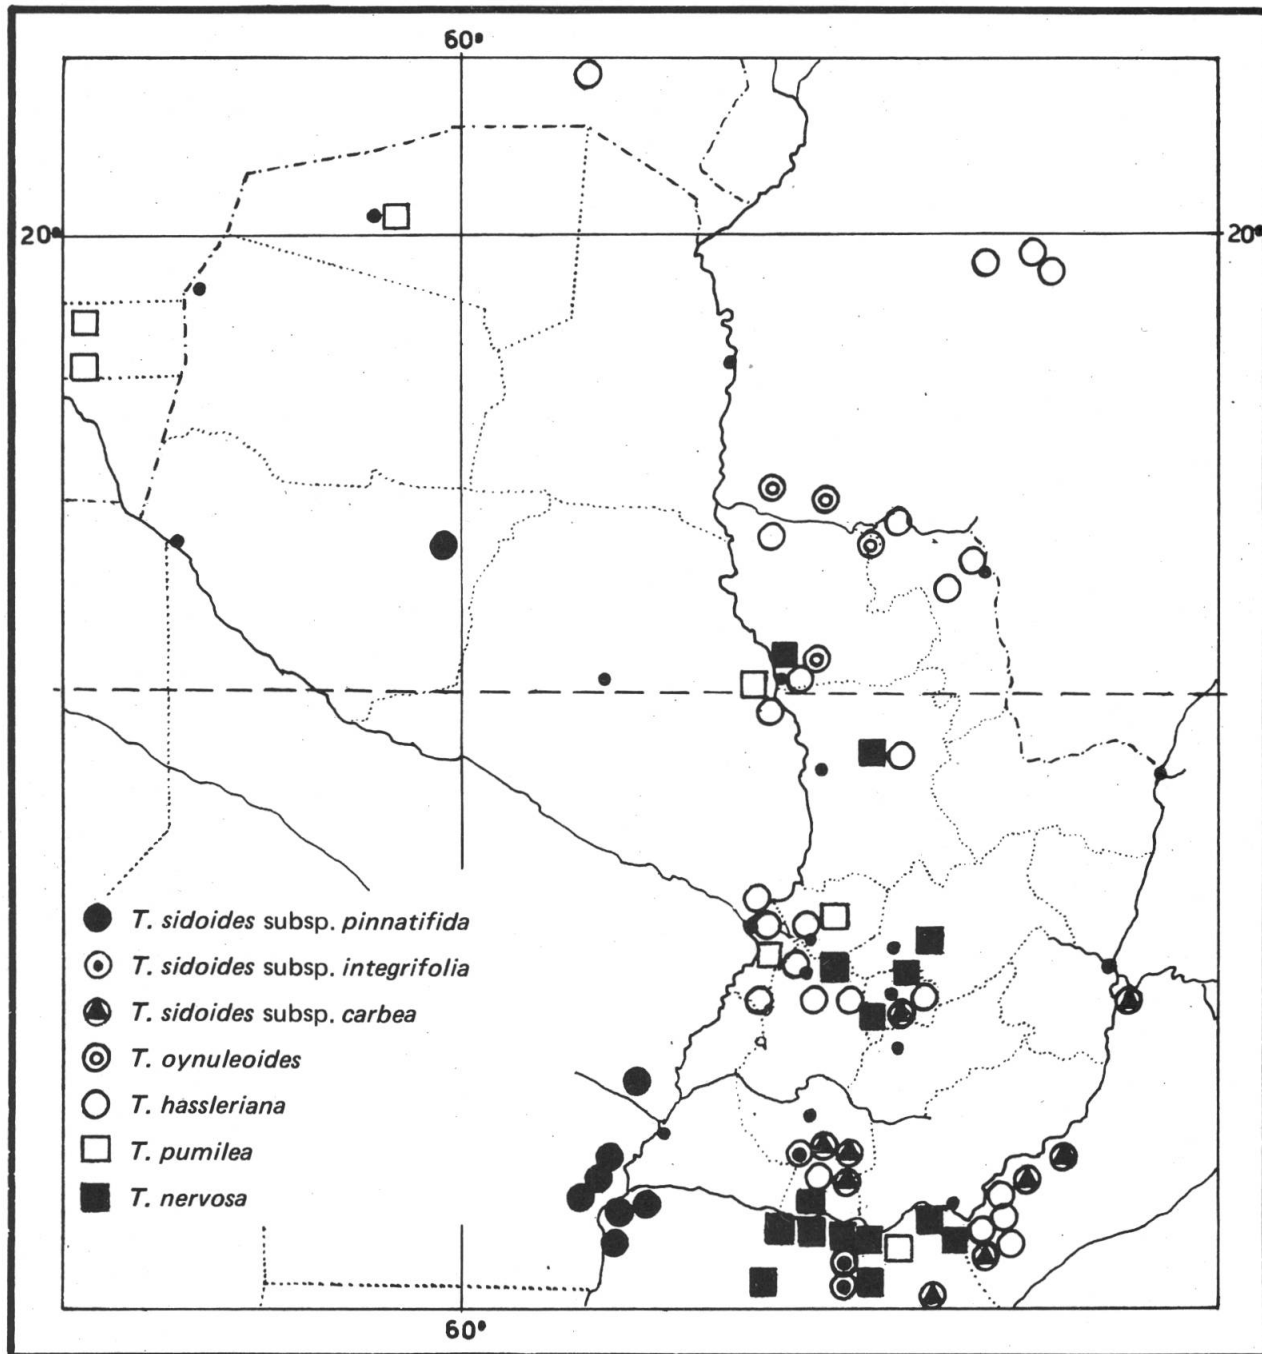 60°
20°
20°
T. sidoides subsp. pinnatifida
T. sidoides subsp. integrifolia
T. sidoides subsp. carbea
T. oynuleoides
T. hassleriana
T. pumilea
T. nervosa
60°